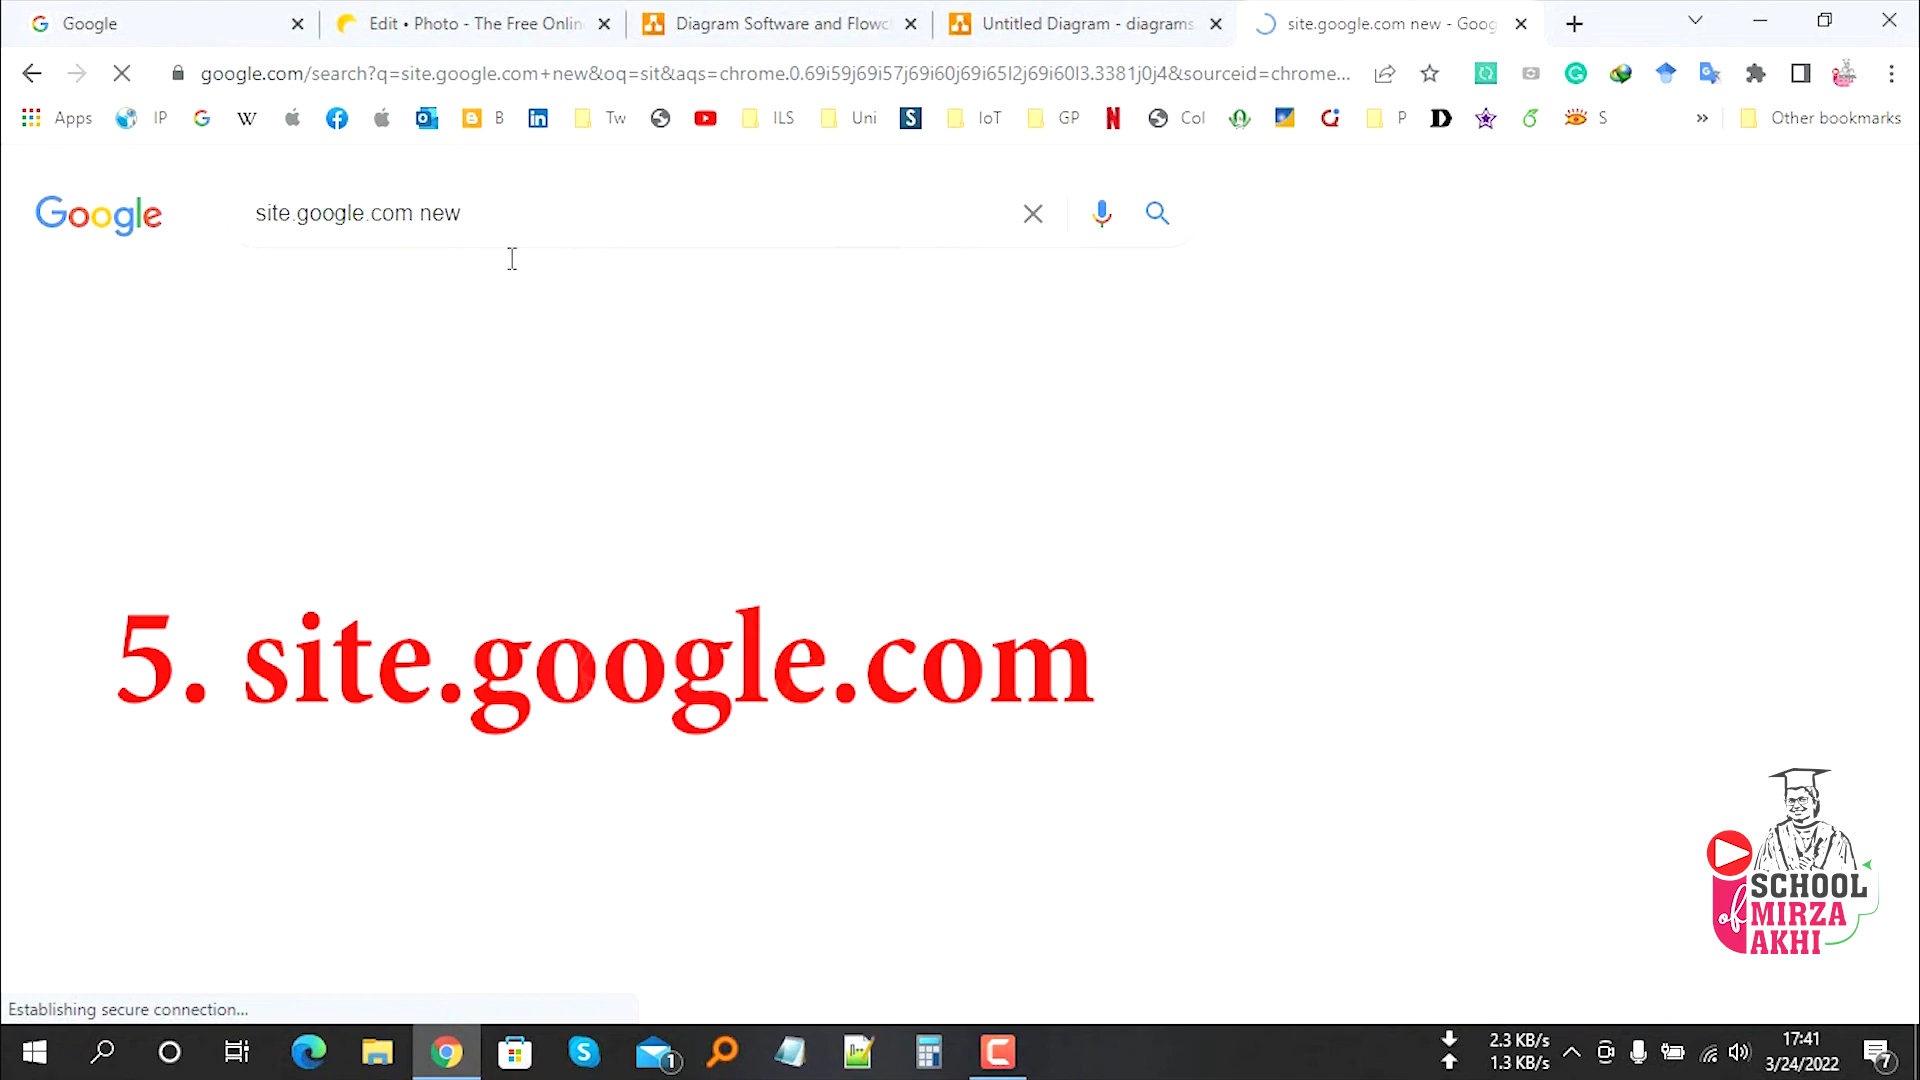 Google
Edit • Photo - The Free Onlin
Diagram Software and Flowc
Untitled Diagram - diagrams.
site.google.com new - Goog
google.com/search?q=site.google.com+new&oq=sit&aqs=chrome.0.69i59j69i57j69i60j69i65l2j69i60l3.3381j0j4&sourceid=chrome...
Apps IP B Tw ILS Uni IoT GP Col P S » Other bookmarks
Google
site.google.com new
5. site.google.com
SCHOOL
of MIRZA
AKHI
Establishing secure connection...
2.3 KB/s
1.3 KB/s
17:41
3/24/2022
1
7